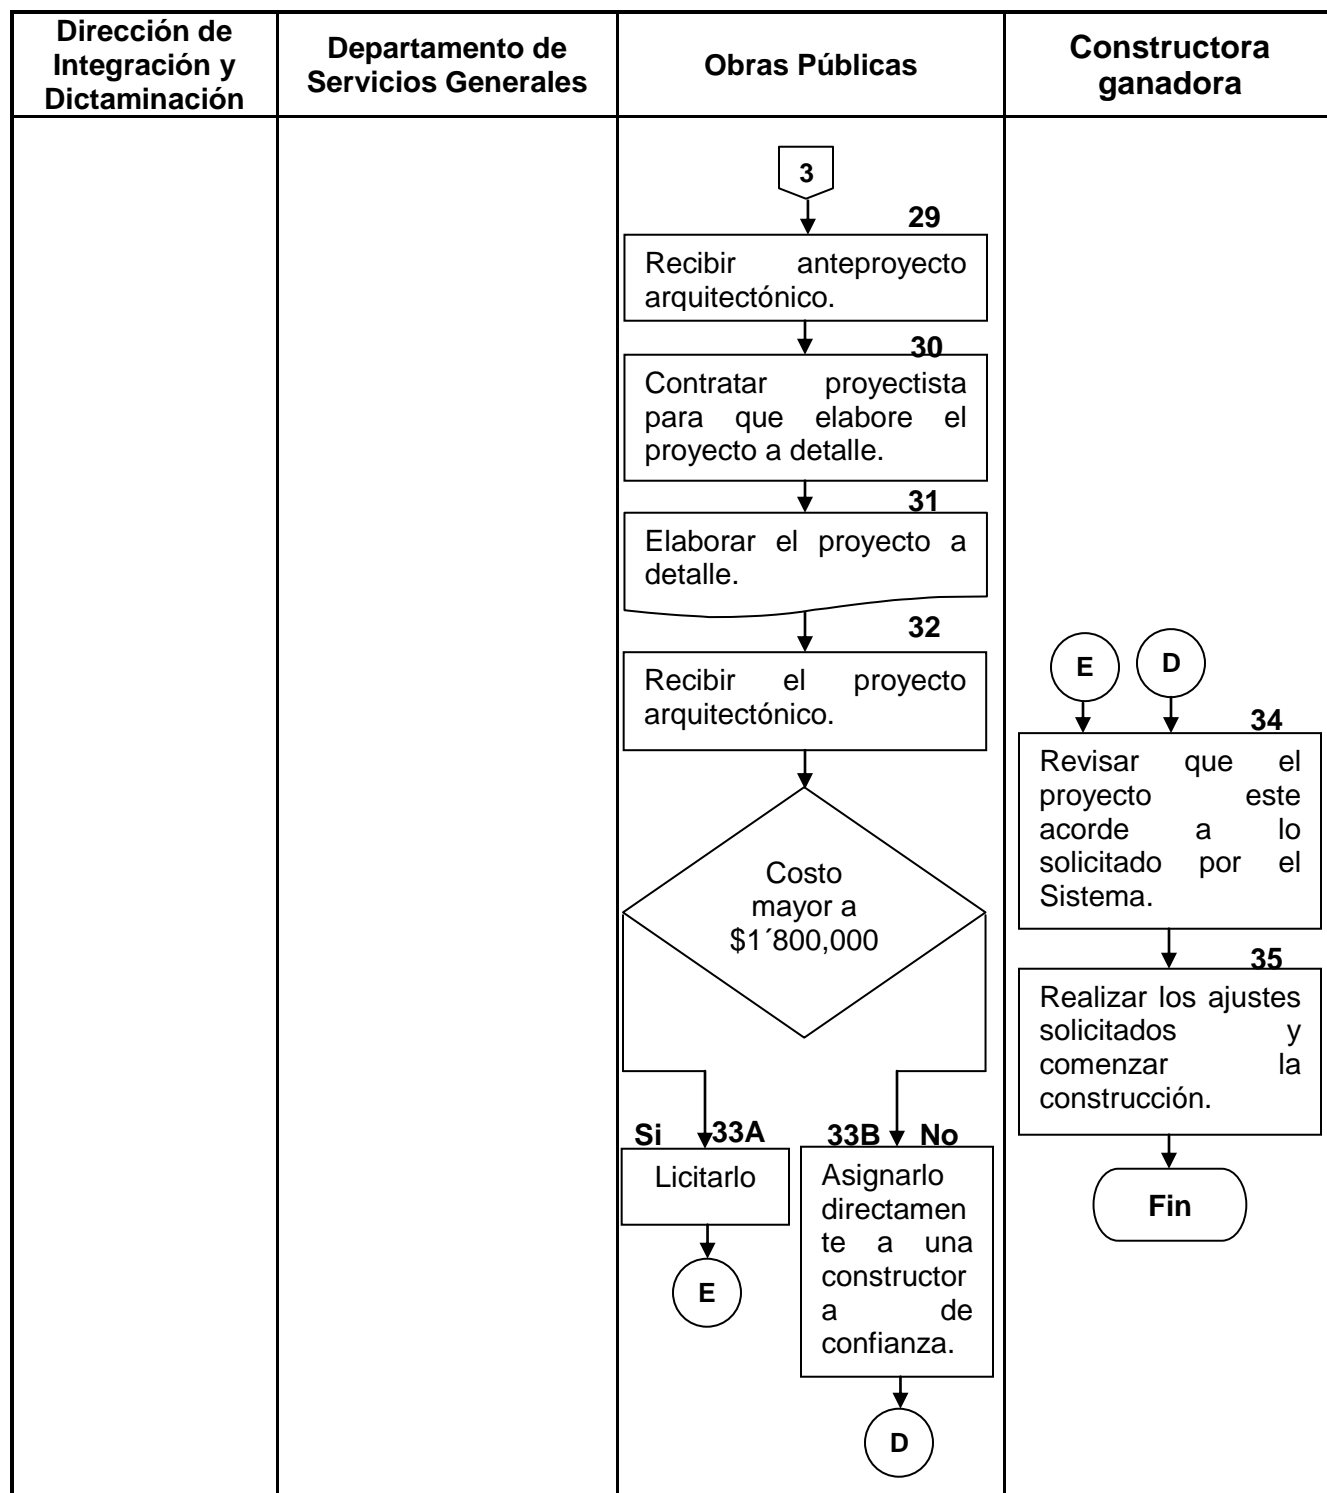 Dirección de
Integración y
Dictaminación
Departamento de
Servicios Generales
Obras Públicas
Constructora
ganadora
3
29
Recibir anteproyecto
arquitectónico.
30
Contratar proyectista
para que elabore el
proyecto a detalle.
31
Elaborar el proyecto a
detalle.
32
Recibir el proyecto
arquitectónico.
Costo
mayor a
$1´800,000
Si
33A
33B
No
Licitarlo
E
Asignarlo
directamen
te a una
constructor
a de
confianza.
D
E
D
34
Revisar que el
proyecto este
acorde a lo
solicitado por el
Sistema.
35
Realizar los ajustes
solicitados y
comenzar la
construcción.
Fin